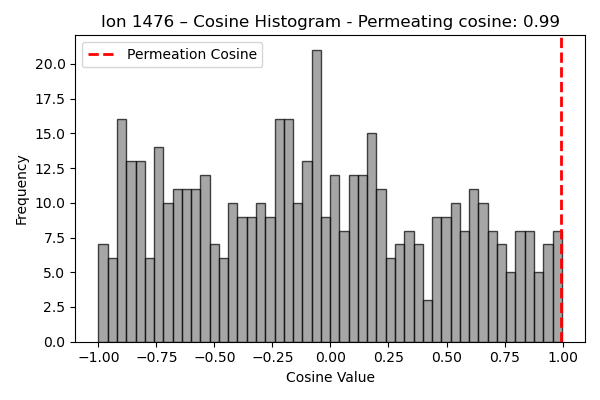 Ion 1476 – Cosine Histogram - Permeating cosine: 0.99
Permeation Cosine
Frequency
20.0
17.5
15.0
12.5
10.0
7.5
5.0
2.5
0.0
−1.00 −0.75 −0.50 −0.25 0.00 0.25 0.50 0.75 1.00
Cosine Value